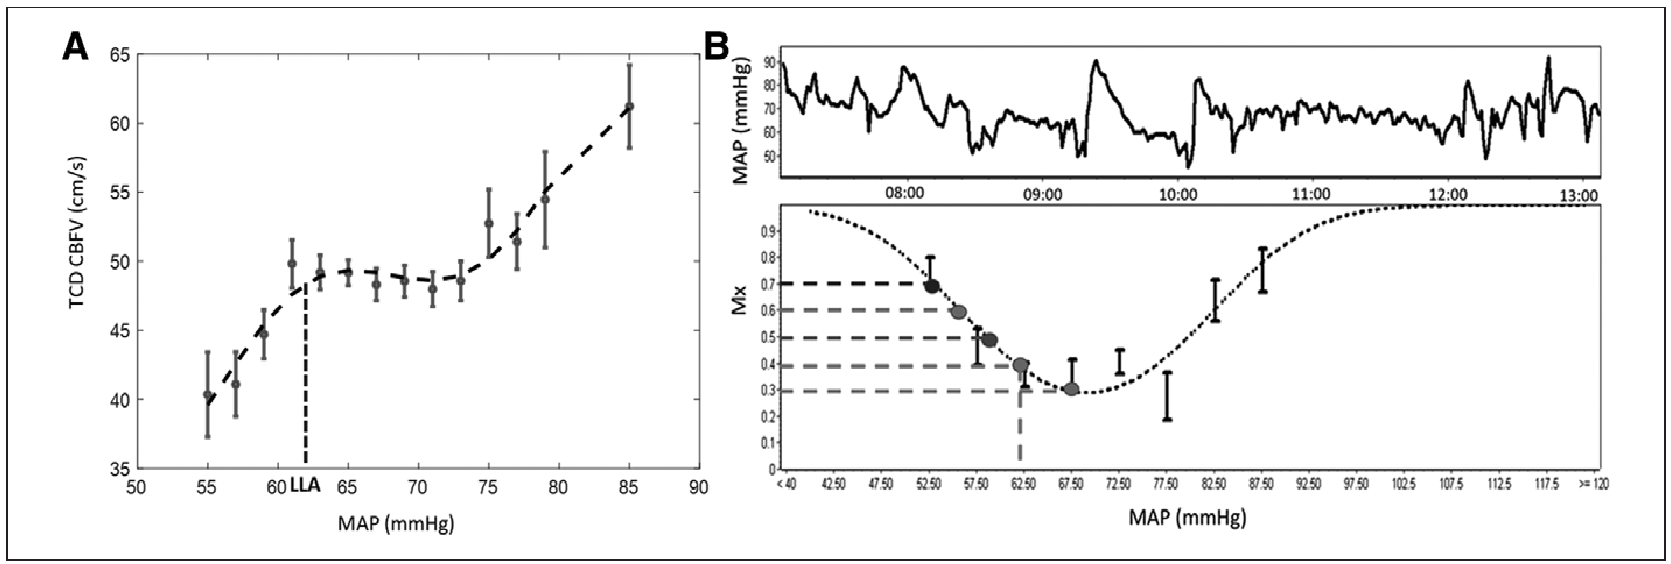 A
65
60
55
50
45
40
35
TCD CBFV (cm/s)
50 55 60 LLA 65 70 75 80 85 90
MAP (mmHg)
B
90
80
70
60
50
MAP (mmHg)
08:00 09:00 10:00 11:00 12:00 13:00
0.9
0.8
0.7
0.6
0.5
0.4
0.3
0.2
0.1
0
Mx
< 40 42.50 47.50 52.50 57.50 62.50 67.50 72.50 77.50 82.50 87.50 92.50 97.50 102.5 107.5 112.5 117.5 >= 120
MAP (mmHg)